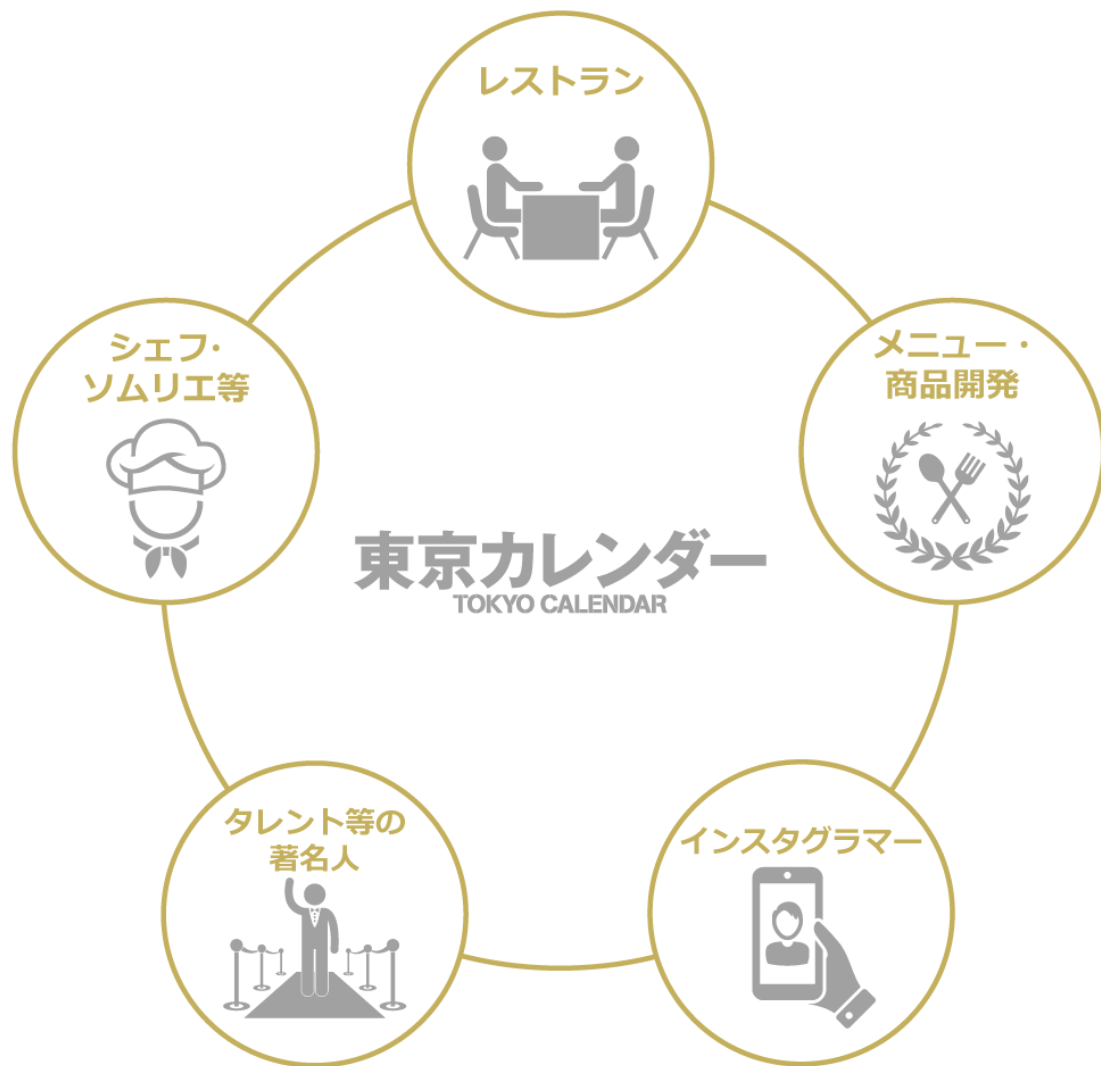 レストラン
シェフ・
ソムリエ等
メニュー・
商品開発
東京カレンダー
TOKYO CALENDAR
タレント等の
著名人
インスタグラマー